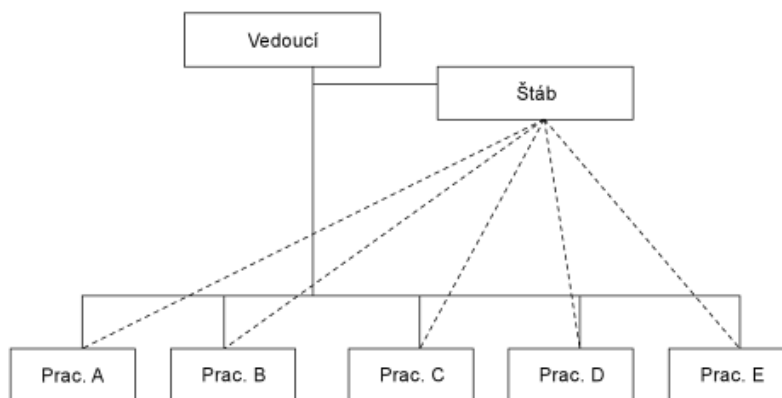 Vedoucí
Štáb
Prac. A
Prac. B
Prac. C
Prac. D
Prac. E